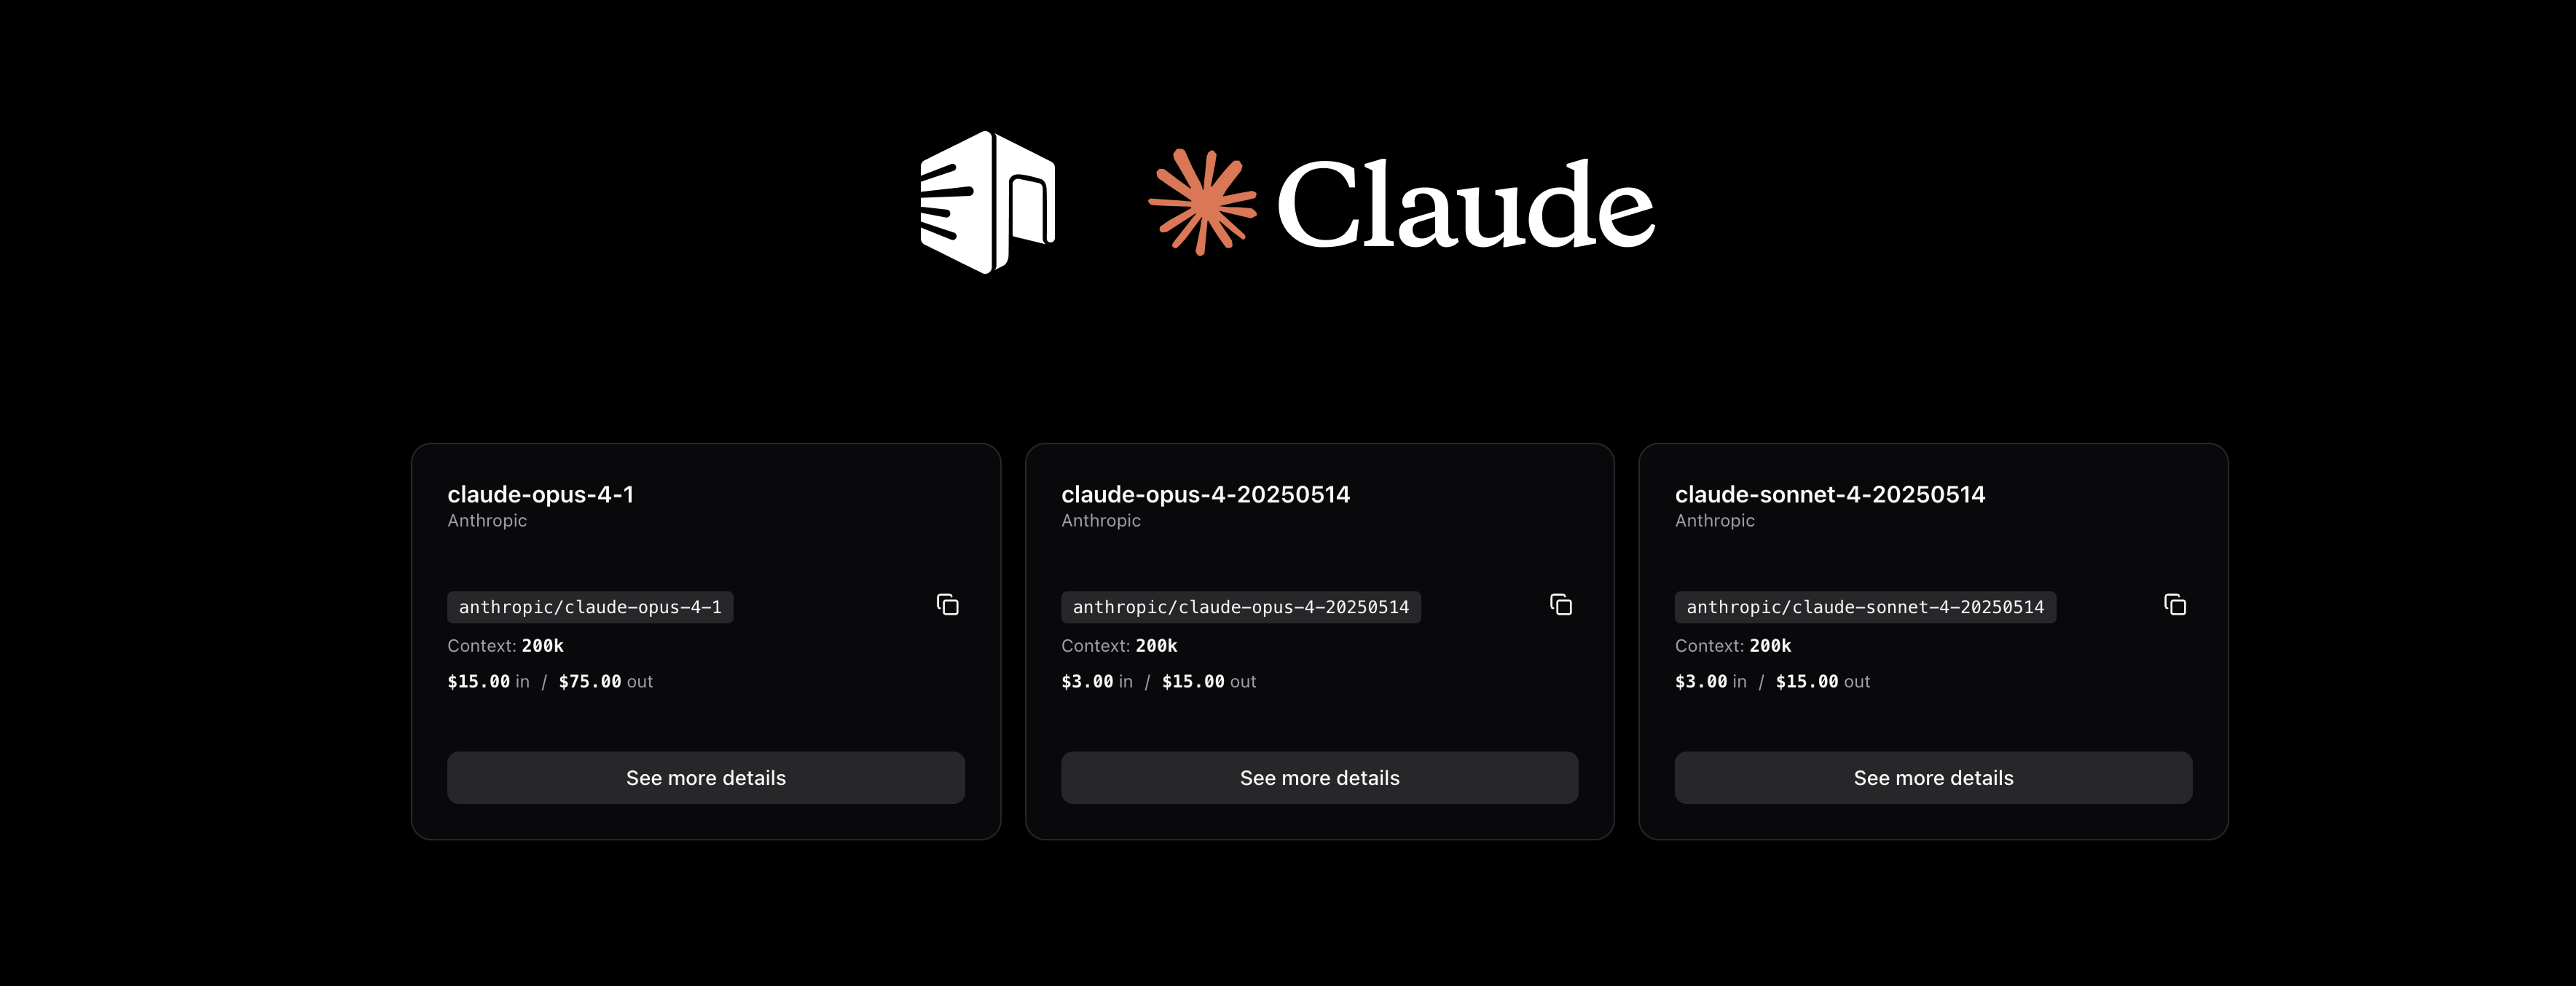 Claude
claude-opus-4-1
Anthropic
anthropic/claude-opus-4-1
Context: 200k
$15.00 in / $75.00 out
See more details
claude-opus-4-20250514
Anthropic
anthropic/claude-opus-4-20250514
Context: 200k
$3.00 in / $15.00 out
See more details
claude-sonnet-4-20250514
Anthropic
anthropic/claude-sonnet-4-20250514
Context: 200k
$3.00 in / $15.00 out
See more details